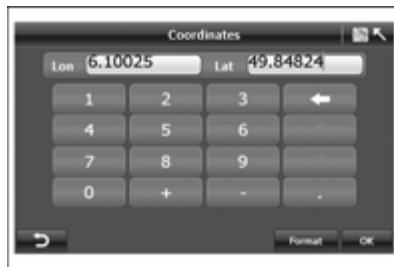 Coordinates
Lon 6.10025 Lat 49.84824
1 2 3
4 5 6
7 8 9
0 + - .
Format OK